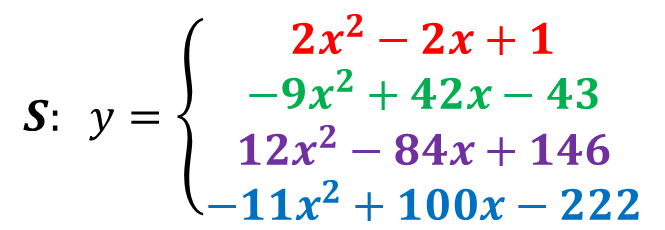 2x² − 2x + 1
−9x² + 42x − 43
S: y =
12x² − 84x + 146
−11x² + 100x − 222